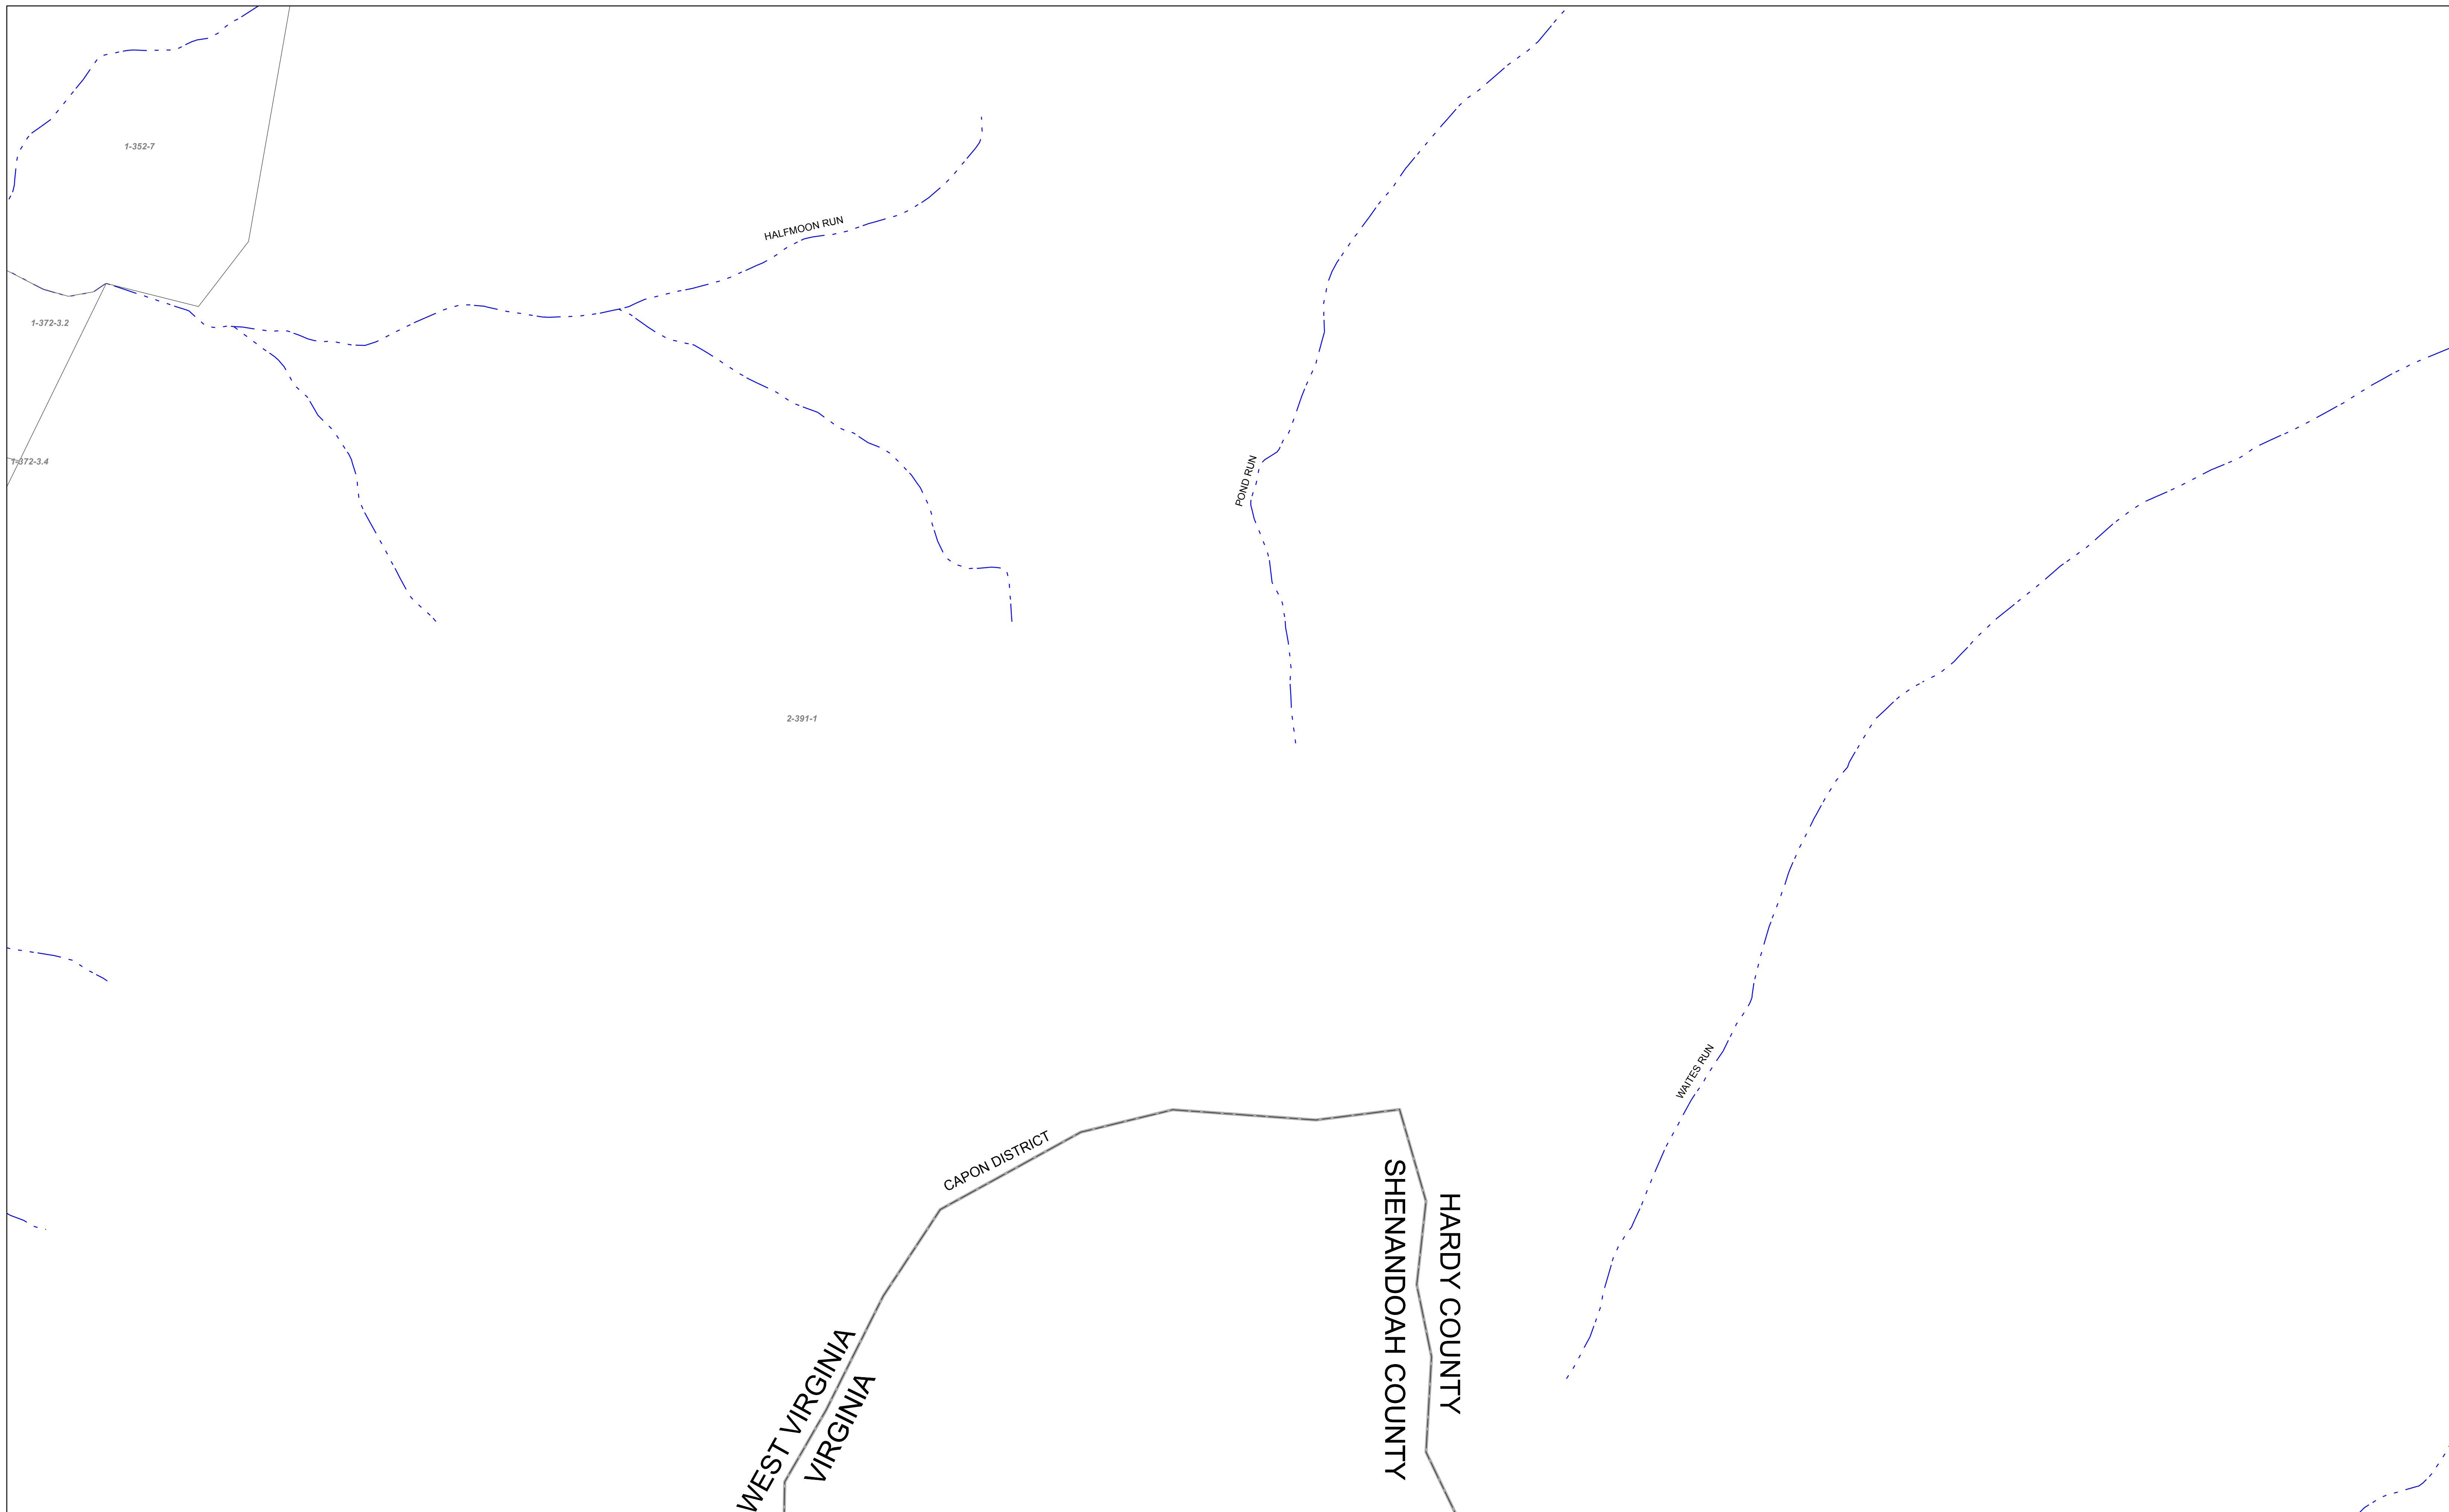 1-352-7
HALFMOON RUN
1-372-3.2
1-372-3.4
POND RUN
2-391-1
WAITES RUN
CAPON DISTRICT
SHENANDOAH COUNTY
HARDY COUNTY
WEST VIRGINIA
VIRGINIA